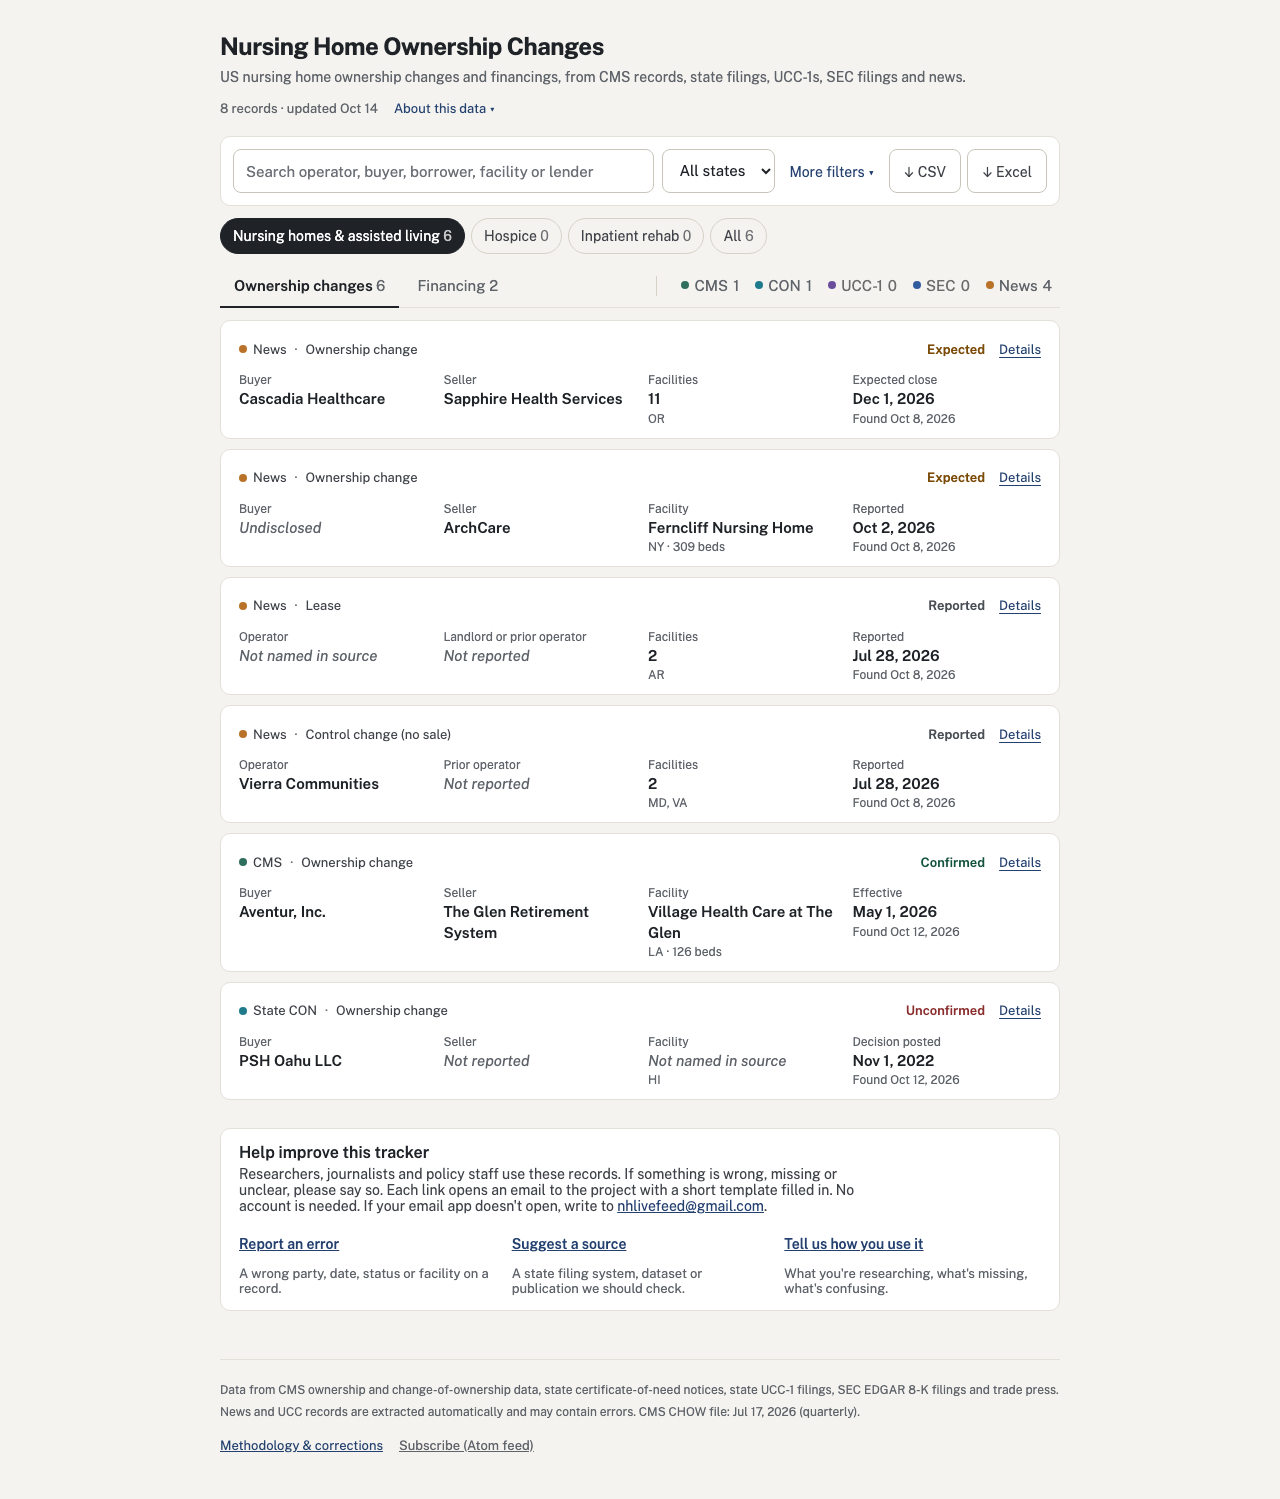 Nursing Home Ownership Changes
US nursing home ownership changes and financings, from CMS records, state filings, UCC-1s, SEC filings and news.
8 records · updated Oct 14 About this data ▾
Search operator, buyer, borrower, facility or lender All states More filters ▾ ↓ CSV ↓ Excel
Nursing homes & assisted living 6 Hospice 0 Inpatient rehab 0 All 6
Ownership changes 6 Financing 2 CMS 1 CON 1 UCC-1 0 SEC 0 News 4
News · Ownership change Expected Details
Buyer Seller Facilities Expected close
Cascadia Healthcare Sapphire Health Services 11 Dec 1, 2026
OR Found Oct 8, 2026
News · Ownership change Expected Details
Buyer Seller Facility Reported
Undisclosed ArchCare Ferncliff Nursing Home Oct 2, 2026
NY · 309 beds Found Oct 8, 2026
News · Lease Reported Details
Operator Landlord or prior operator Facilities Reported
Not named in source Not reported 2 Jul 28, 2026
AR Found Oct 8, 2026
News · Control change (no sale) Reported Details
Operator Prior operator Facilities Reported
Vierra Communities Not reported 2 Jul 28, 2026
MD, VA Found Oct 8, 2026
CMS · Ownership change Confirmed Details
Buyer Seller Facility Effective
Aventur, Inc. The Glen Retirement Village Health Care at The May 1, 2026
System Glen Found Oct 12, 2026
LA · 126 beds
State CON · Ownership change Unconfirmed Details
Buyer Seller Facility Decision posted
PSH Oahu LLC Not reported Not named in source Nov 1, 2022
HI Found Oct 12, 2026
Help improve this tracker
Researchers, journalists and policy staff use these records. If something is wrong, missing or
unclear, please say so. Each link opens an email to the project with a short template filled in. No
account is needed. If your email app doesn't open, write to nhlivefeed@gmail.com.
Report an error Suggest a source Tell us how you use it
A wrong party, date, status or facility on a A state filing system, dataset or What you're researching, what's missing,
record. publication we should check. what's confusing.
Data from CMS ownership and change-of-ownership data, state certificate-of-need notices, state UCC-1 filings, SEC EDGAR 8-K filings and trade press.
News and UCC records are extracted automatically and may contain errors. CMS CHOW file: Jul 17, 2026 (quarterly).
Methodology & corrections Subscribe (Atom feed)